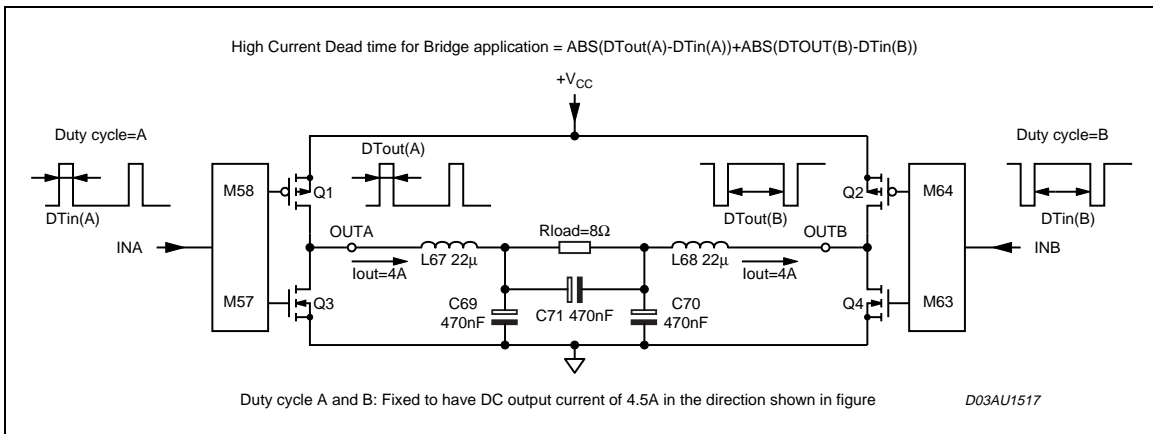 High Current Dead time for Bridge application = ABS(DTout(A)-DTin(A))+ABS(DTOUT(B)-DTin(B))
+VCC
Duty cycle=A
DTin(A)
INA
M58
M57
Q1
Q3
DTout(A)
OUTA
Iout=4A
L67 22μ
Rload=8Ω
C69
470nF
C71 470nF
C70
470nF
L68 22μ
DTout(B)
OUTB
Iout=4A
Q2
Q4
M64
M63
Duty cycle=B
DTin(B)
INB
Duty cycle A and B: Fixed to have DC output current of 4.5A in the direction shown in figure
D03AU1517